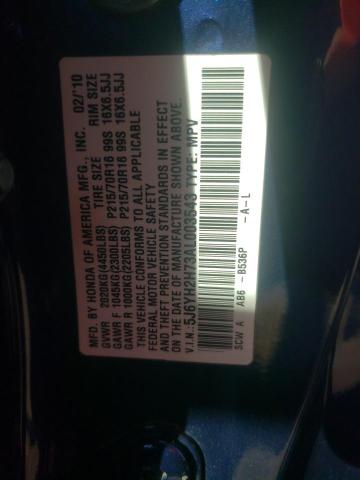 MFD. BY HONDA OF AMERICA MFG., INC. 02/'10
TIRE SIZE RIM SIZE
GVWR 2020KG(4450LBS)
GAWR F 1045KG(2300LBS) P215/70R16 99S 16X6.5JJ
GAWR R 1000KG(2205LBS) P215/70R16 99S 16X6.5JJ
THIS VEHICLE CONFORMS TO ALL APPLICABLE
FEDERAL MOTOR VEHICLE SAFETY
AND THEFT PREVENTION STANDARDS IN EFFECT
ON THE DATE OF MANUFACTURE SHOWN ABOVE.
V.I.N.: TYPE: MPV
SCW A AB6 - B536P - A - L